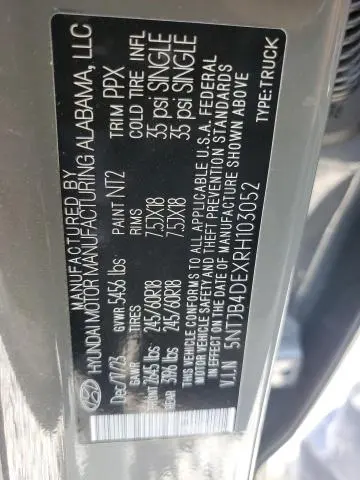 MANUFACTURED BY
HYUNDAI MOTOR MANUFACTURING ALABAMA, LLC
Dec/17/23 GVWR 5456 lbs PAINT NT2 TRIM PPX
GAWR TIRES RIMS COLD TIRE INFL
FRONT 2645 lbs 245/60R18 7.5JX18 35 psi SINGLE
REAR 3196 lbs 245/60R18 7.5JX18 35 psi SINGLE
THIS VEHICLE CONFORMS TO ALL APPLICABLE U.S.A. FEDERAL
MOTOR VEHICLE SAFETY AND THEFT PREVENTION STANDARDS
IN EFFECT ON THE DATE OF MANUFACTURE SHOWN ABOVE
V.I.N 5NTJB4DEXRH103052 TYPE:TRUCK